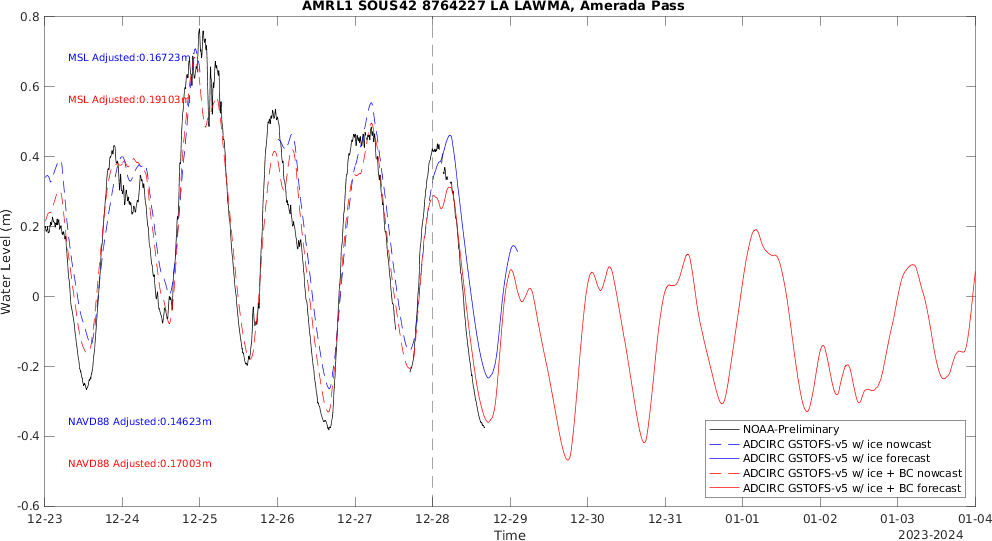 AMRL1 SOUS42 8764227 LA LAWMA, Amerada Pass
0.8
0.6
0.4
0.2
0
-0.2
-0.4
-0.6
Water Level (m)
MSL Adjusted:0.16723m
MSL Adjusted:0.19103m
NAVD88 Adjusted:0.14623m
NAVD88 Adjusted:0.17003m
NOAA-Preliminary
ADCIRC GSTOFS-v5 w/ ice nowcast
ADCIRC GSTOFS-v5 w/ ice forecast
ADCIRC GSTOFS-v5 w/ ice + BC nowcast
ADCIRC GSTOFS-v5 w/ ice + BC forecast
12-23 12-24 12-25 12-26 12-27 12-28 12-29 12-30 12-31 01-01 01-02 01-03 01-04
Time
2023-2024